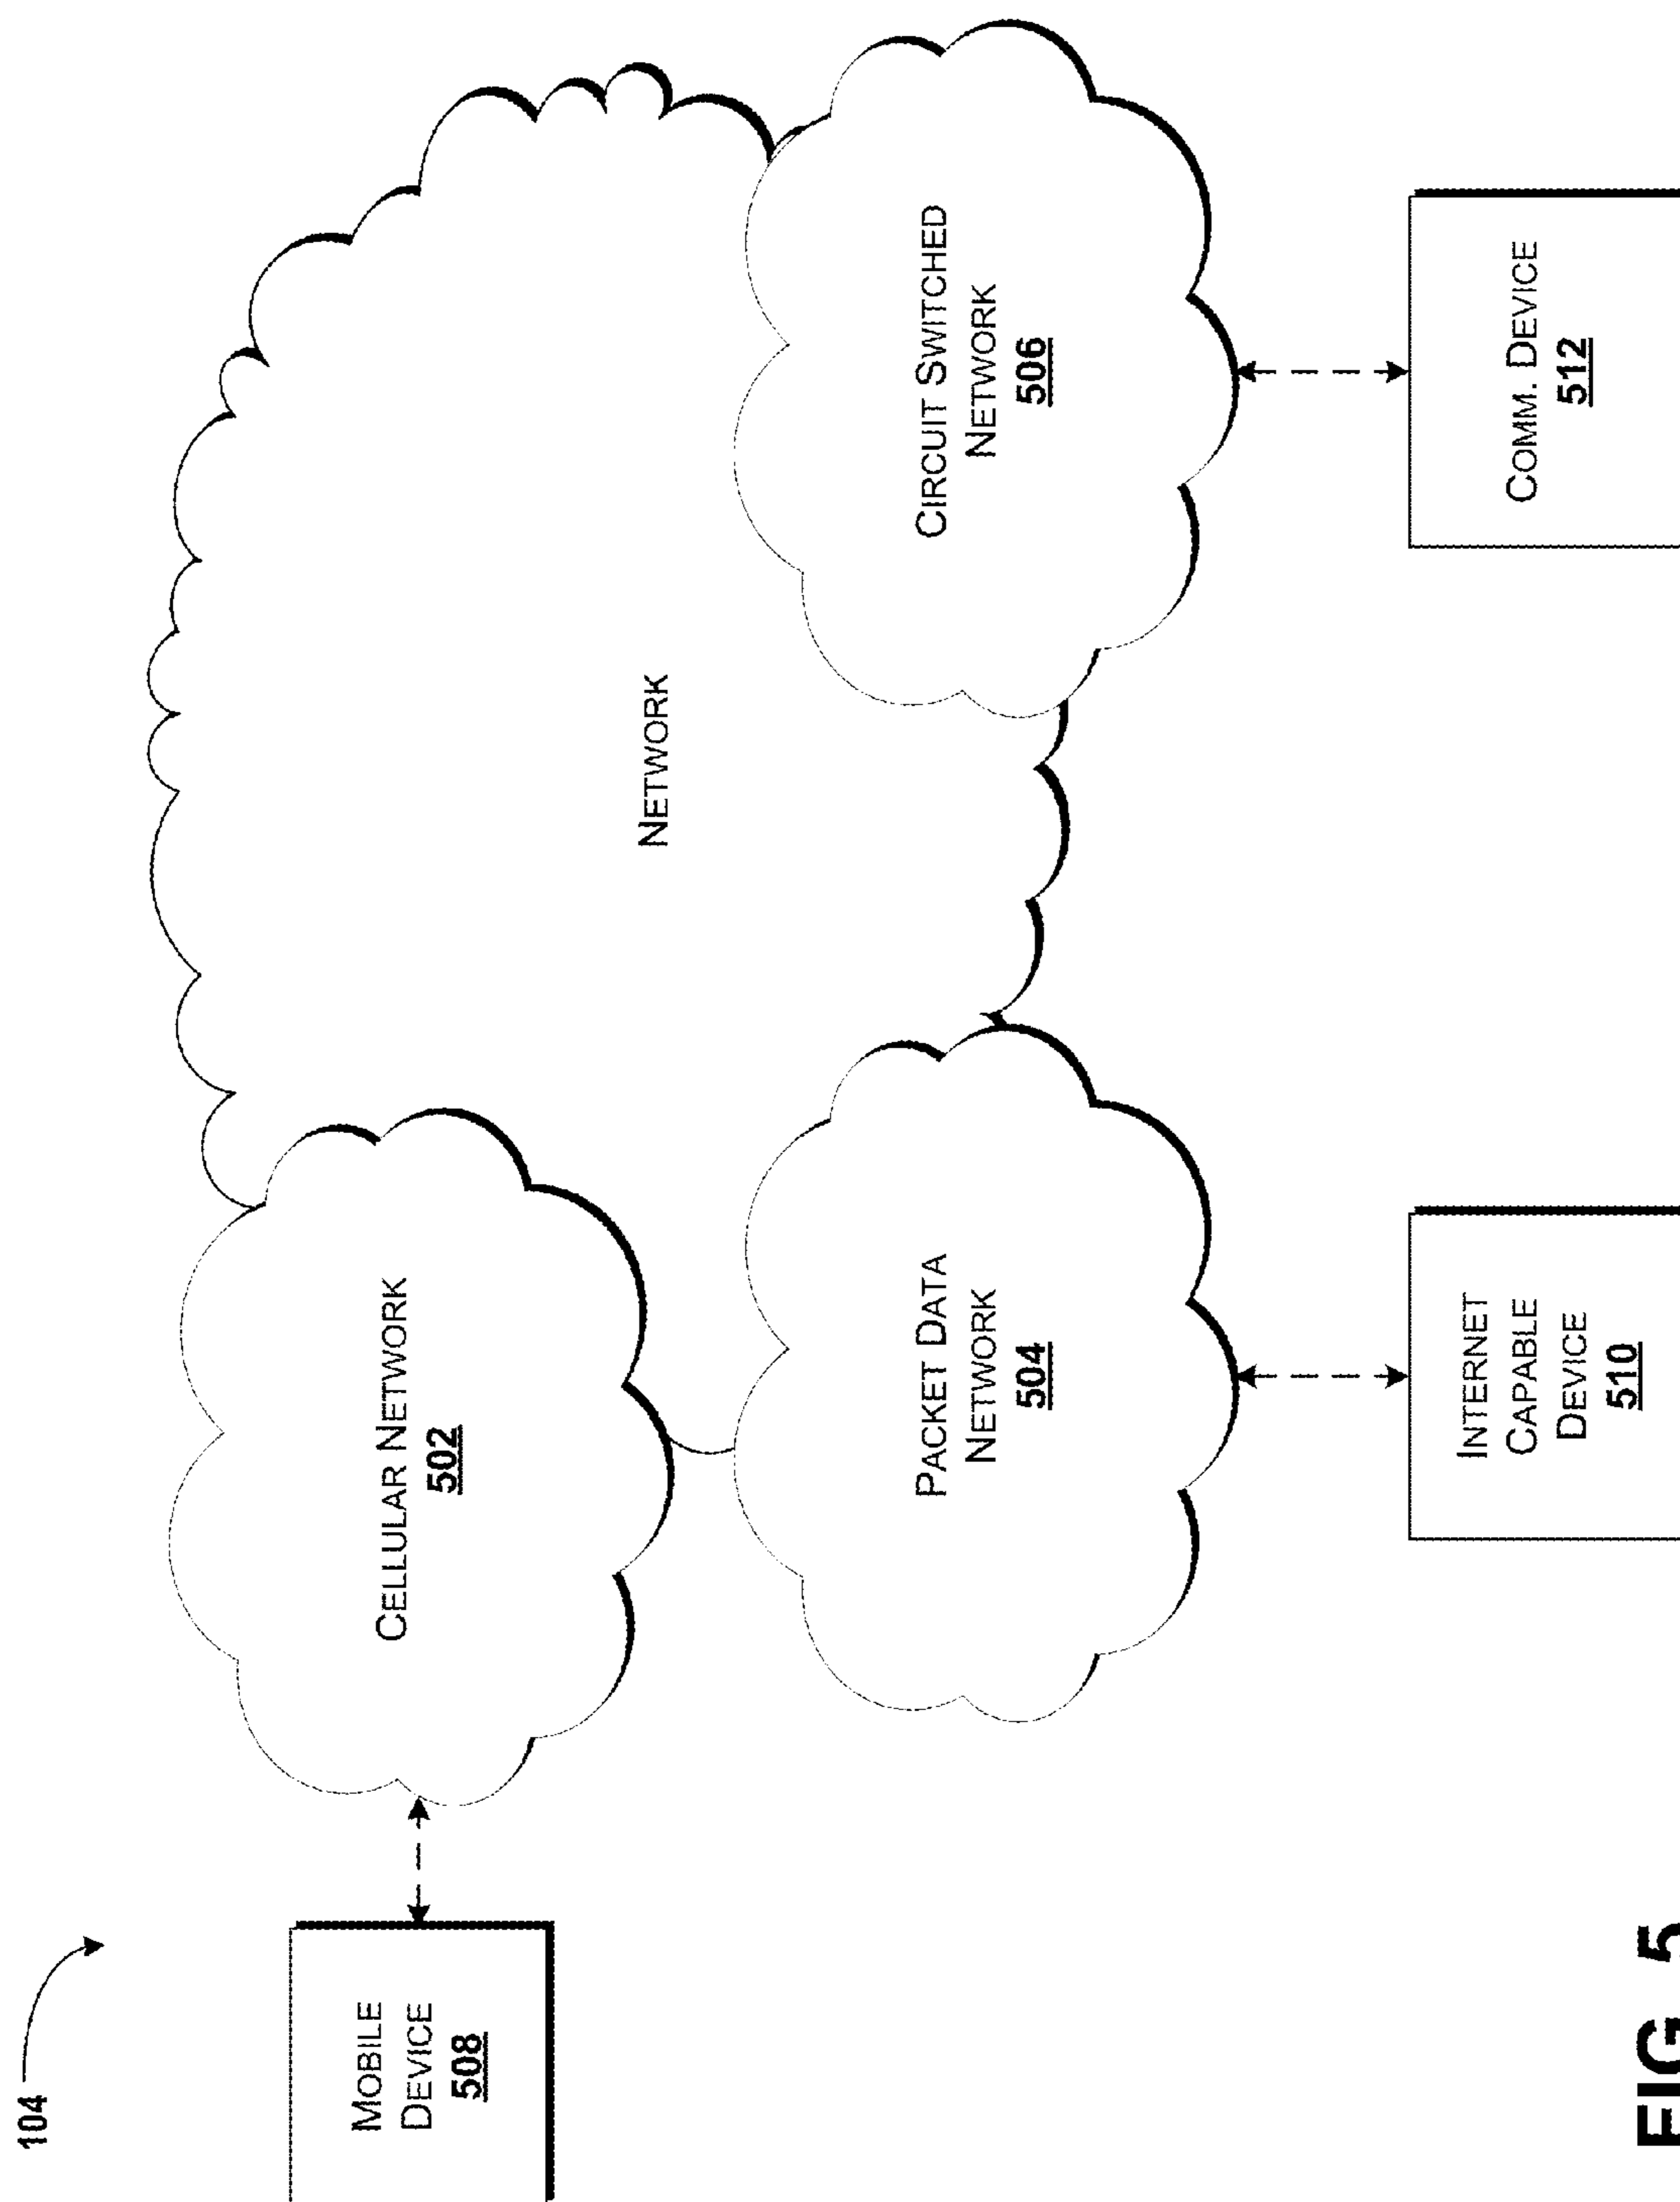 104
MOBILE
DEVICE
508
CELLULAR NETWORK
502
NETWORK
PACKET DATA
NETWORK
504
CIRCUIT SWITCHED
NETWORK
506
INTERNET
CAPABLE
DEVICE
510
COMM. DEVICE
512
FIG. 5